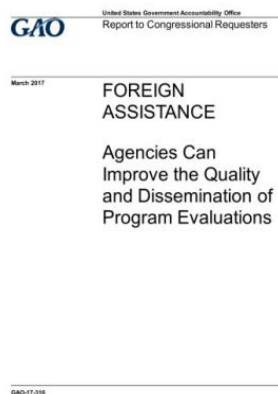 United States Government Accountability Office
GAO
Report to Congressional Requesters
March 2017
FOREIGN
ASSISTANCE
Agencies Can
Improve the Quality
and Dissemination of
Program Evaluations
GAO-17-316